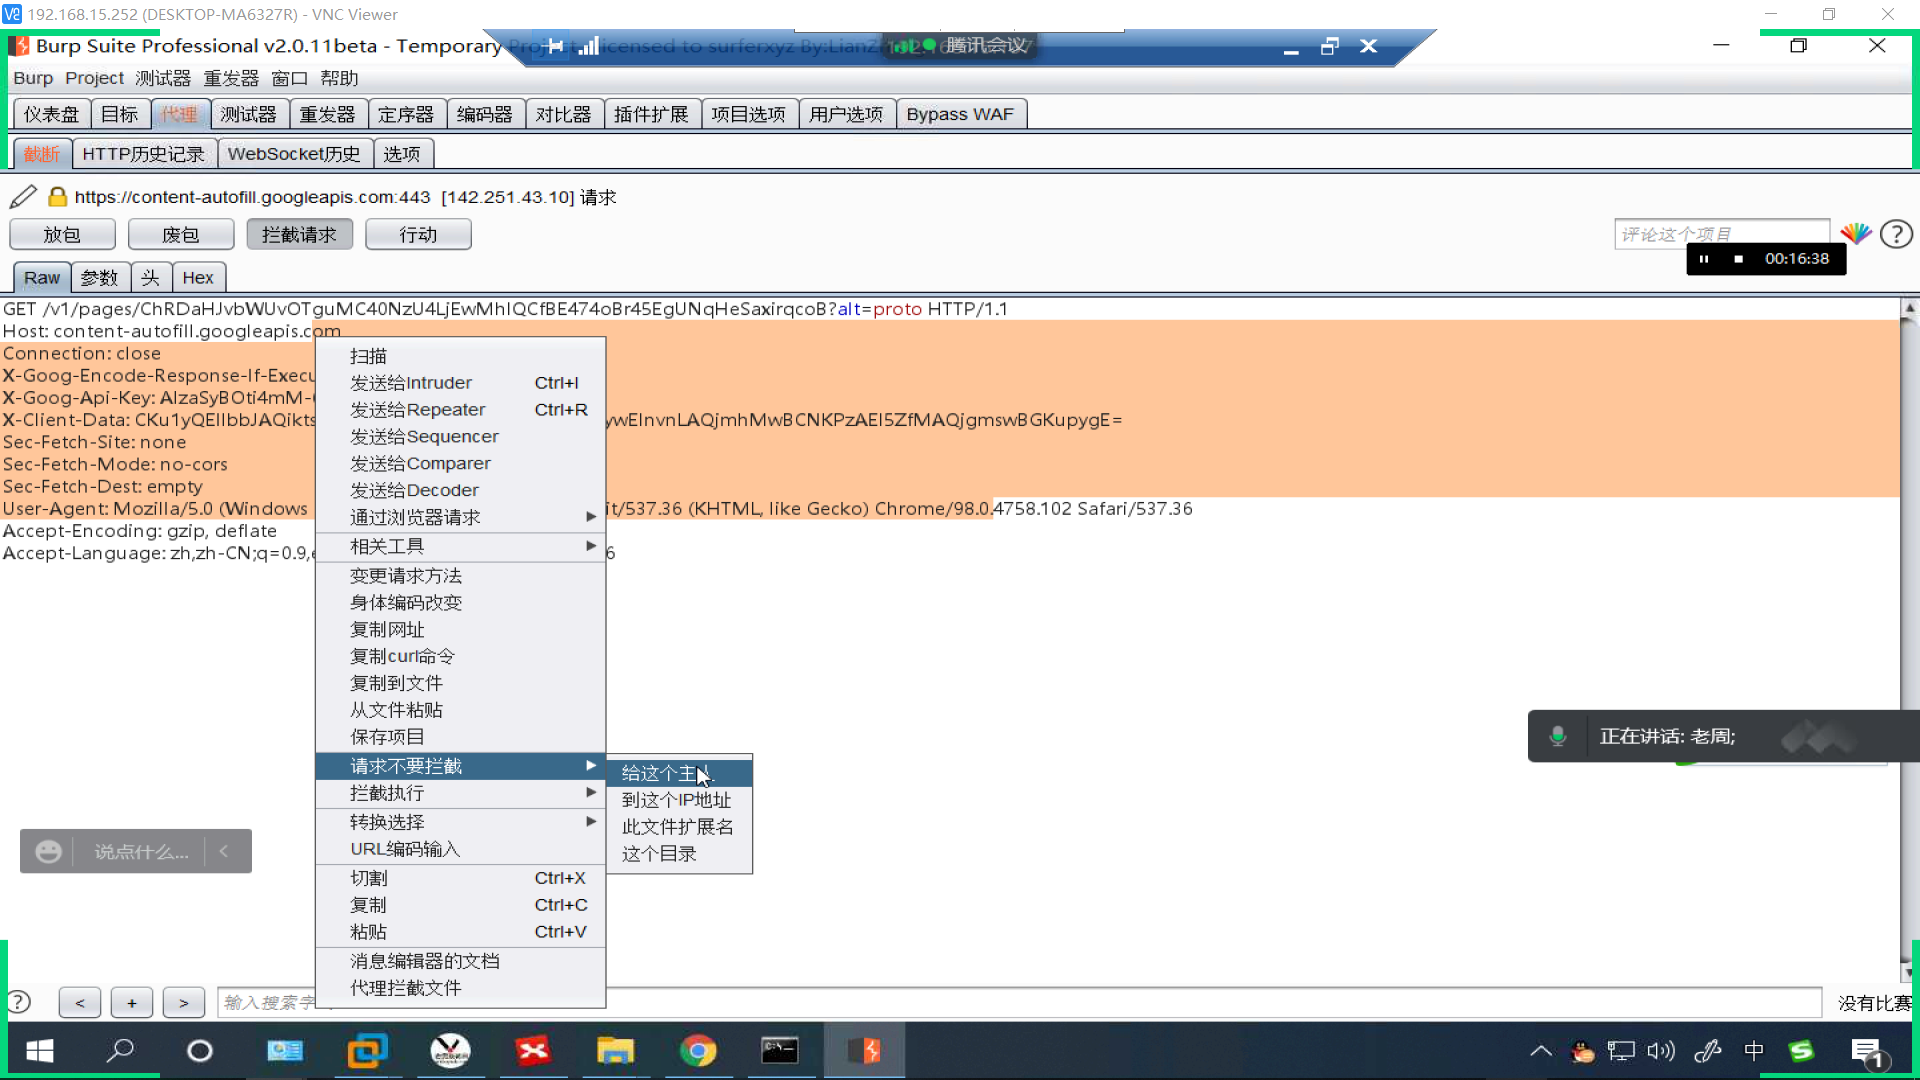 192.168.15.252 (DESKTOP-MA6327R) - VNC Viewer
Burp Suite Professional v2.0.11beta - Temporary Project - licensed to surferxyz By:LianZ
腾讯会议
Burp Project 测试器 重发器 窗口 帮助
仪表盘 目标 代理 测试器 重发器 定序器 编码器 对比器 插件扩展 项目选项 用户选项 Bypass WAF
截断 HTTP历史记录 WebSocket历史 选项
https://content-autofill.googleapis.com:443 [142.251.43.10] 请求
放包 废包 拦截请求 行动
评论这个项目
00:16:38
Raw 参数 头 Hex
GET /v1/pages/ChRDaHJvbWUvOTguMC40NzU4LjEwMhIQCfBE474oBr45EgUNqHeSaxirqcoB?alt=proto HTTP/1.1
Host: content-autofill.googleapis.com
Connection: close
X-Goog-Encode-Response-If-Execu
X-Goog-Api-Key: AIzaSyBOti4mM-
X-Client-Data: CKu1yQEIIbbJAQikts ywEInvnLAQjmhMwBCNKPzAEI5ZfMAQjgmswBGKupygE=
Sec-Fetch-Site: none
Sec-Fetch-Mode: no-cors
Sec-Fetch-Dest: empty
User-Agent: Mozilla/5.0 (Windows it/537.36 (KHTML, like Gecko) Chrome/98.0.4758.102 Safari/537.36
Accept-Encoding: gzip, deflate
Accept-Language: zh,zh-CN;q=0.9,e 6
扫描
发送给Intruder Ctrl+I
发送给Repeater Ctrl+R
发送给Sequencer
发送给Comparer
发送给Decoder
通过浏览器请求
相关工具
变更请求方法
身体编码改变
复制网址
复制curl命令
复制到文件
从文件粘贴
保存项目
请求不要拦截
拦截执行
转换选择
URL编码输入
切割 Ctrl+X
复制 Ctrl+C
粘贴 Ctrl+V
消息编辑器的文档
代理拦截文件
给这个主
到这个IP地址
此文件扩展名
这个目录
正在讲话: 老周;
说点什么...
? < + > 输入搜索字
没有比赛
中
1